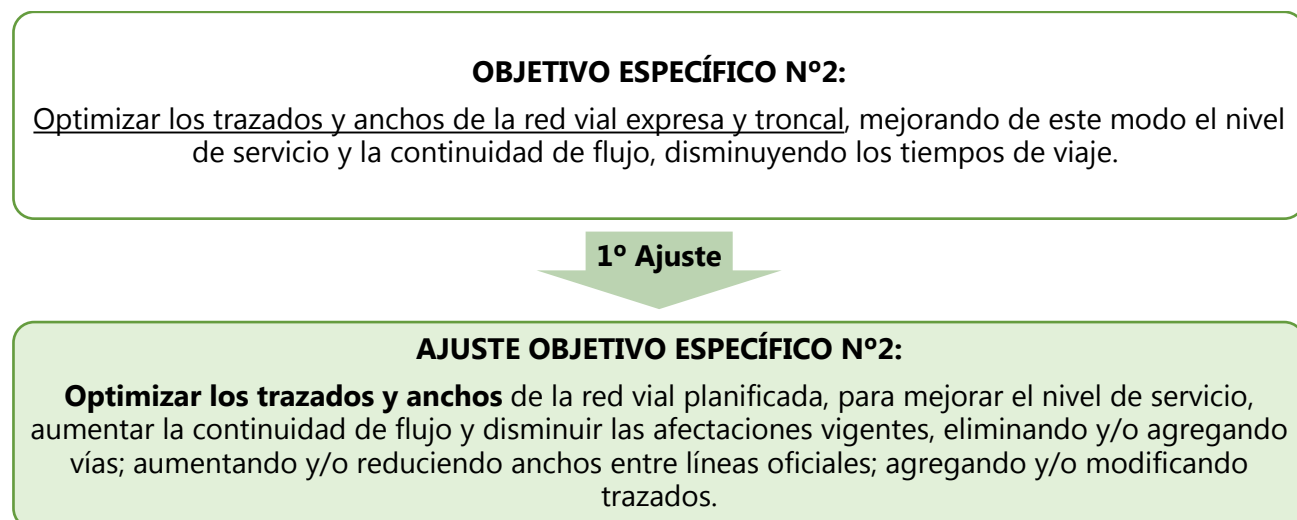 OBJETIVO ESPECÍFICO Nº2:
Optimizar los trazados y anchos de la red vial expresa y troncal, mejorando de este modo el nivel
de servicio y la continuidad de flujo, disminuyendo los tiempos de viaje.
1º Ajuste
AJUSTE OBJETIVO ESPECÍFICO Nº2:
Optimizar los trazados y anchos de la red vial planificada, para mejorar el nivel de servicio,
aumentar la continuidad de flujo y disminuir las afectaciones vigentes, eliminando y/o agregando
vías; aumentando y/o reduciendo anchos entre líneas oficiales; agregando y/o modificando
trazados.